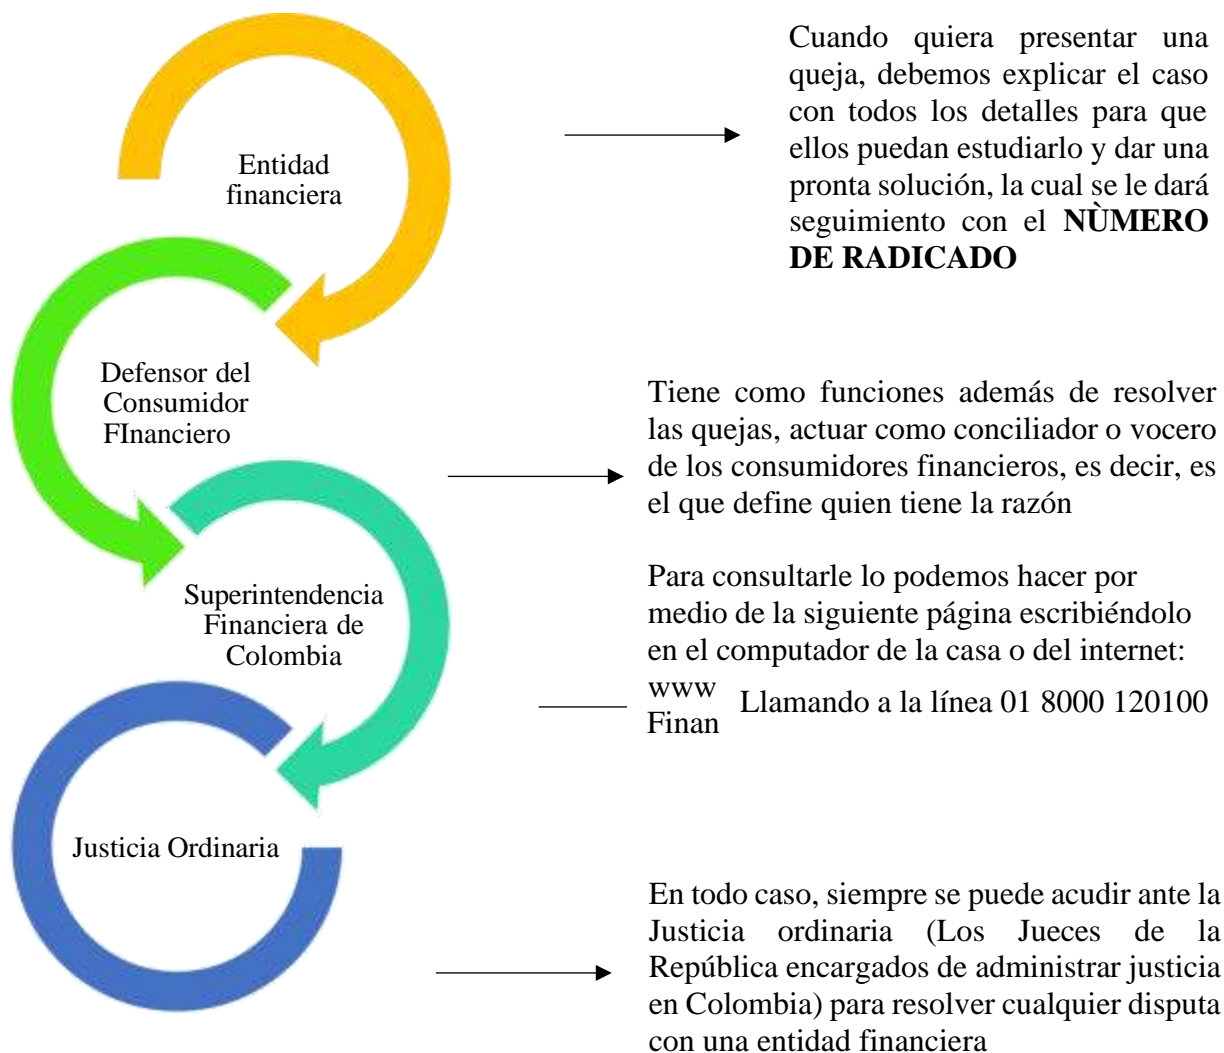 Entidad
financiera
Cuando quiera presentar una
queja, debemos explicar el caso
con todos los detalles para que
ellos puedan estudiarlo y dar una
pronta solución, la cual se le dará
seguimiento con el NÙMERO
DE RADICADO
Defensor del
Consumidor
FInanciero
Tiene como funciones además de resolver
las quejas, actuar como conciliador o vocero
de los consumidores financieros, es decir, es
el que define quien tiene la razón
Superintendencia
Financiera de
Colombia
Para consultarle lo podemos hacer por
medio de la siguiente página escribiéndolo
en el computador de la casa o del internet:
www
Finan
Llamando a la línea 01 8000 120100
Justicia Ordinaria
En todo caso, siempre se puede acudir ante la
Justicia ordinaria (Los Jueces de la
República encargados de administrar justicia
en Colombia) para resolver cualquier disputa
con una entidad financiera